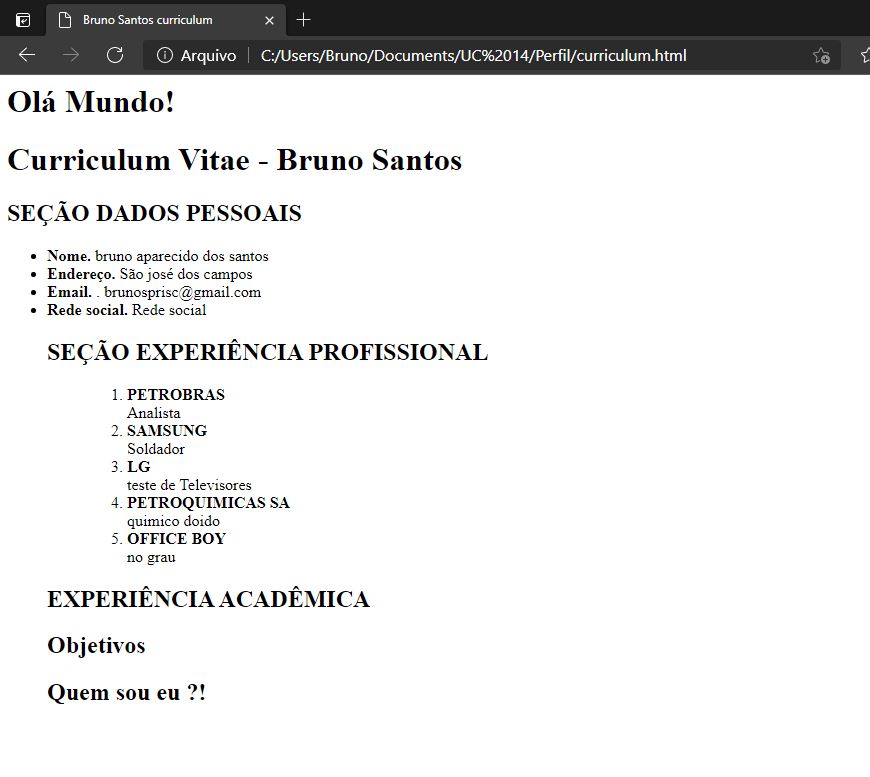 Bruno Santos curriculum
Arquivo C:/Users/Bruno/Documents/UC%2014/Perfil/curriculum.html
Olá Mundo!
Curriculum Vitae - Bruno Santos
SEÇÃO DADOS PESSOAIS
Nome. bruno aparecido dos santos
Endereço. São josé dos campos
Email. . brunosprisc@gmail.com
Rede social. Rede social
SEÇÃO EXPERIÊNCIA PROFISSIONAL
1. PETROBRAS
Analista
2. SAMSUNG
Soldador
3. LG
teste de Televisores
4. PETROQUIMICAS SA
quimico doido
5. OFFICE BOY
no grau
EXPERIÊNCIA ACADÊMICA
Objetivos
Quem sou eu ?!